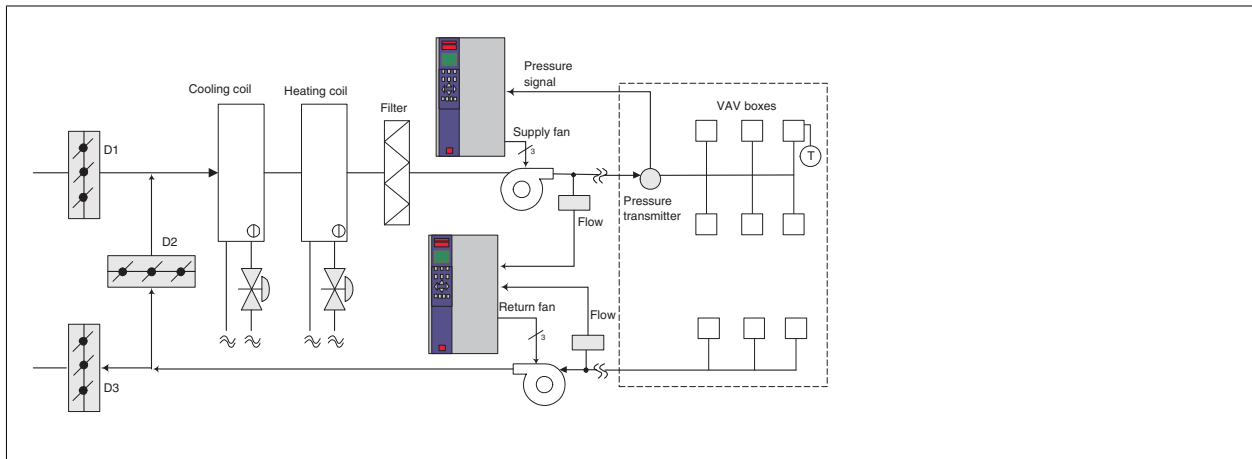 Cooling coil
Heating coil
Filter
Pressure
signal
VAV boxes
D1
Supply fan
3
T
Pressure
transmitter
Flow
D2
Return fan
Flow
3
D3